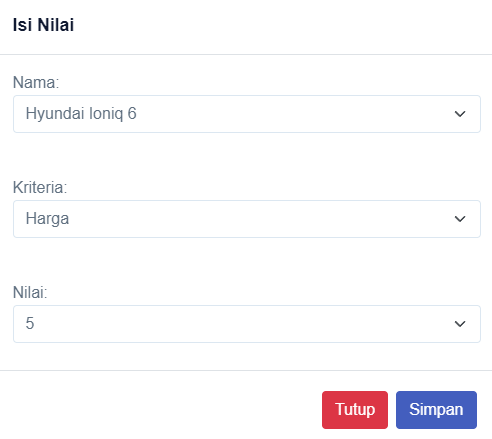 Isi Nilai
Nama:
Hyundai Ioniq 6
Kriteria:
Harga
Nilai:
5
Tutup Simpan